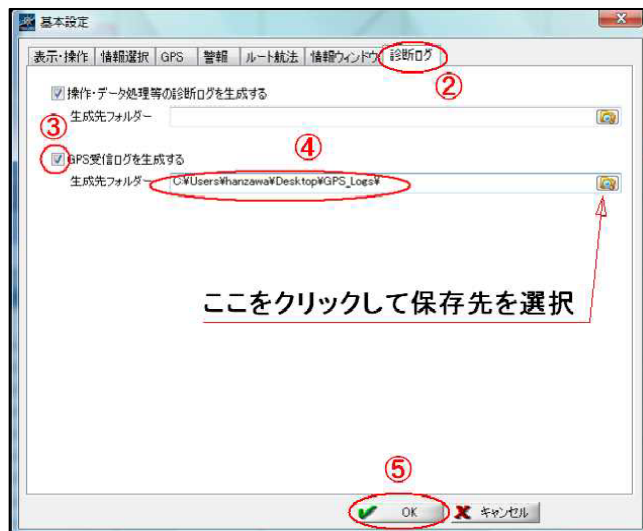 基本設定
表示・操作 情報選択 GPS 警報 ルート航法 情報ウィンドウ 診断ログ
②
操作・データ処理等の診断ログを生成する
生成先フォルダー
③
④
GPS受信ログを生成する
生成先フォルダー C:¥Users¥hanzawa¥Desktop¥GPS_Logs¥
ここをクリックして保存先を選択
⑤
OK キャンセル